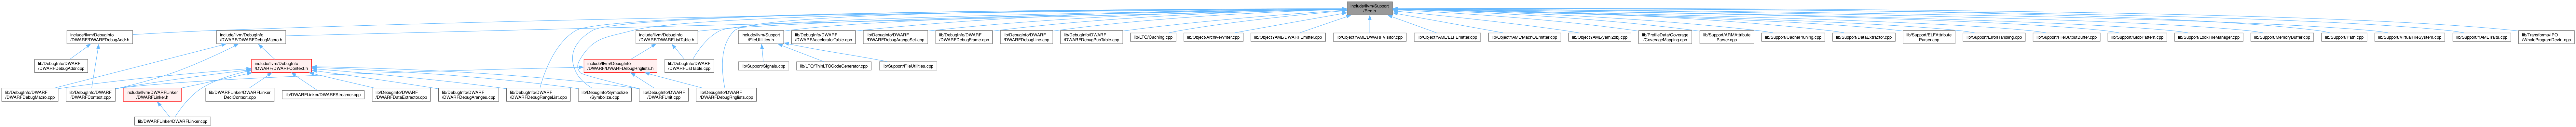 include/llvm/Support
/Errc.h
include/llvm/DebugInfo
/DWARF/DWARFDebugAddr.h
include/llvm/DebugInfo
/DWARF/DWARFDebugMacro.h
include/llvm/DebugInfo
/DWARF/DWARFListTable.h
include/llvm/Support
/FileUtilities.h
lib/DebugInfo/DWARF
/DWARFAcceleratorTable.cpp
lib/DebugInfo/DWARF
/DWARFDebugArangeSet.cpp
lib/DebugInfo/DWARF
/DWARFDebugFrame.cpp
lib/DebugInfo/DWARF
/DWARFDebugLine.cpp
lib/DebugInfo/DWARF
/DWARFDebugPubTable.cpp
lib/LTO/Caching.cpp
lib/Object/ArchiveWriter.cpp
lib/ObjectYAML/DWARFEmitter.cpp
lib/ObjectYAML/DWARFVisitor.cpp
lib/ObjectYAML/ELFEmitter.cpp
lib/ObjectYAML/MachOEmitter.cpp
lib/ObjectYAML/yaml2obj.cpp
lib/ProfileData/Coverage
/CoverageMapping.cpp
lib/Support/ARMAttribute
Parser.cpp
lib/Support/CachePruning.cpp
lib/Support/DataExtractor.cpp
lib/Support/ELFAttribute
Parser.cpp
lib/Support/ErrorHandling.cpp
lib/Support/FileOutputBuffer.cpp
lib/Support/GlobPattern.cpp
lib/Support/LockFileManager.cpp
lib/Support/MemoryBuffer.cpp
lib/Support/Path.cpp
lib/Support/VirtualFileSystem.cpp
lib/Support/YAMLTraits.cpp
lib/Transforms/IPO
/WholeProgramDevirt.cpp
lib/DebugInfo/DWARF
/DWARFDebugAddr.cpp
include/llvm/DebugInfo
/DWARF/DWARFContext.h
include/llvm/DebugInfo
/DWARF/DWARFDebugRnglists.h
lib/DebugInfo/DWARF
/DWARFListTable.cpp
lib/Support/Signals.cpp
lib/LTO/ThinLTOCodeGenerator.cpp
lib/Support/FileUtilities.cpp
lib/DebugInfo/DWARF
/DWARFDebugMacro.cpp
lib/DebugInfo/DWARF
/DWARFContext.cpp
include/llvm/DWARFLinker
/DWARFLinker.h
lib/DWARFLinker/DWARFLinker
DeclContext.cpp
lib/DWARFLinker/DWARFStreamer.cpp
lib/DebugInfo/DWARF
/DWARFDataExtractor.cpp
lib/DebugInfo/DWARF
/DWARFDebugAranges.cpp
lib/DebugInfo/DWARF
/DWARFDebugRangeList.cpp
lib/DebugInfo/Symbolize
/Symbolize.cpp
lib/DebugInfo/DWARF
/DWARFUnit.cpp
lib/DebugInfo/DWARF
/DWARFDebugRnglists.cpp
lib/DWARFLinker/DWARFLinker.cpp